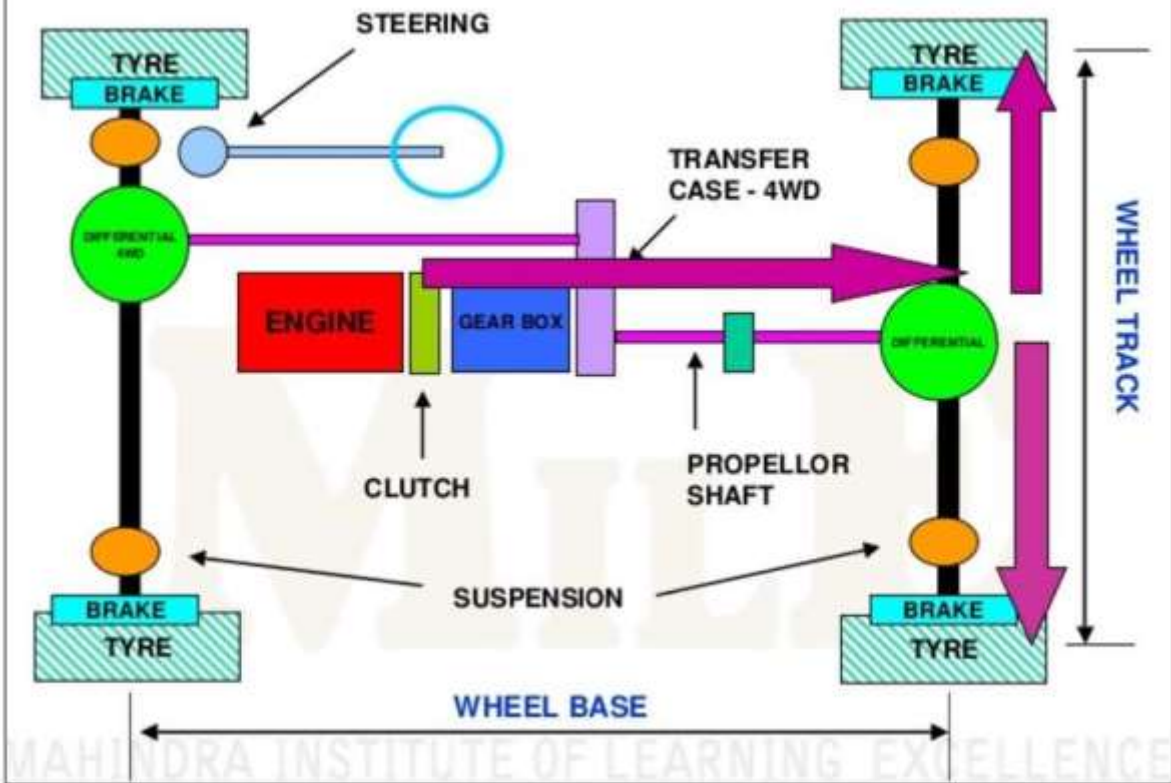 STEERING
TYRE
BRAKE
TYRE
BRAKE
TRANSFER
CASE - 4WD
DIFFERENTIAL
4WD
WHEEL TRACK
ENGINE
GEAR BOX
DIFFERENTIAL
CLUTCH
PROPELLOR
SHAFT
SUSPENSION
BRAKE
TYRE
BRAKE
TYRE
WHEEL BASE
MILE
MAHINDRA INSTITUTE OF LEARNING EXCELLENCE